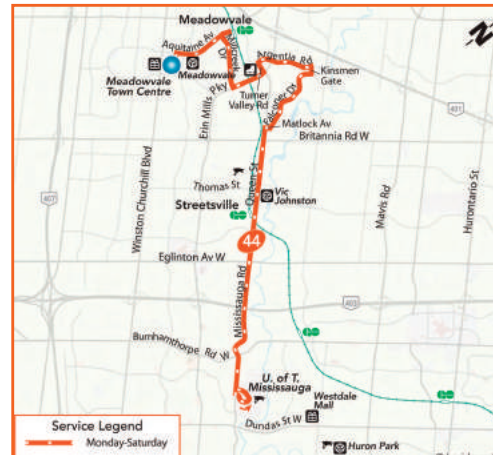 Meadowvale
N
Aquitaine Av
Millcreek
Dr
Argentia Rd
Meadowvale
Town Centre
Meadowvale
Kinsmen
Gate
Erin Mills Pky
Turner
Valley Rd
Falconer Dr
401
Matlock Av
Britannia Rd W
Winston Churchill Blvd
Thomas St
Queen St
Vic
Johnston
Mavis Rd
Hurontario St
407
Streetsville
44
Eglinton Av W
Mississauga Rd
403
Burnhamthorpe Rd W
U. of T.
Mississauga
Westdale
Mall
Dundas St W
Service Legend
Monday-Saturday
Huron Park